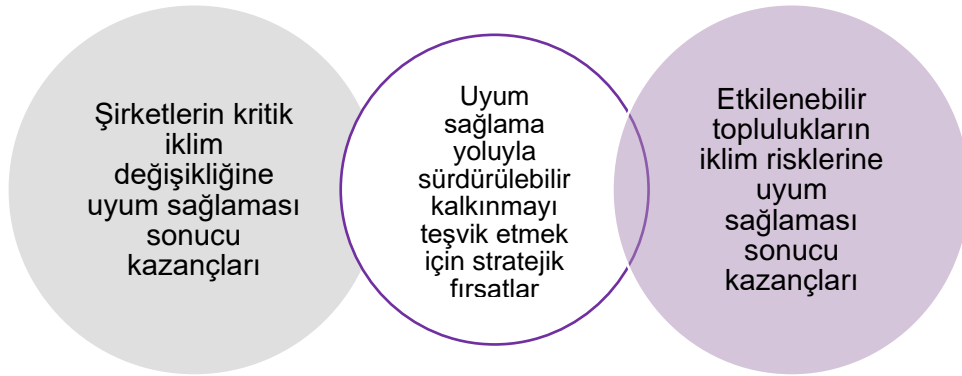 Şirketlerin kritik
iklim
değişikliğine
uyum sağlaması
sonucu
kazançları
Uyum
sağlama
yoluyla
sürdürülebilir
kalkınmayı
teşvik etmek
için stratejik
fırsatlar
Etkilenebilir
toplulukların
iklim risklerine
uyum
sağlaması
sonucu
kazançları